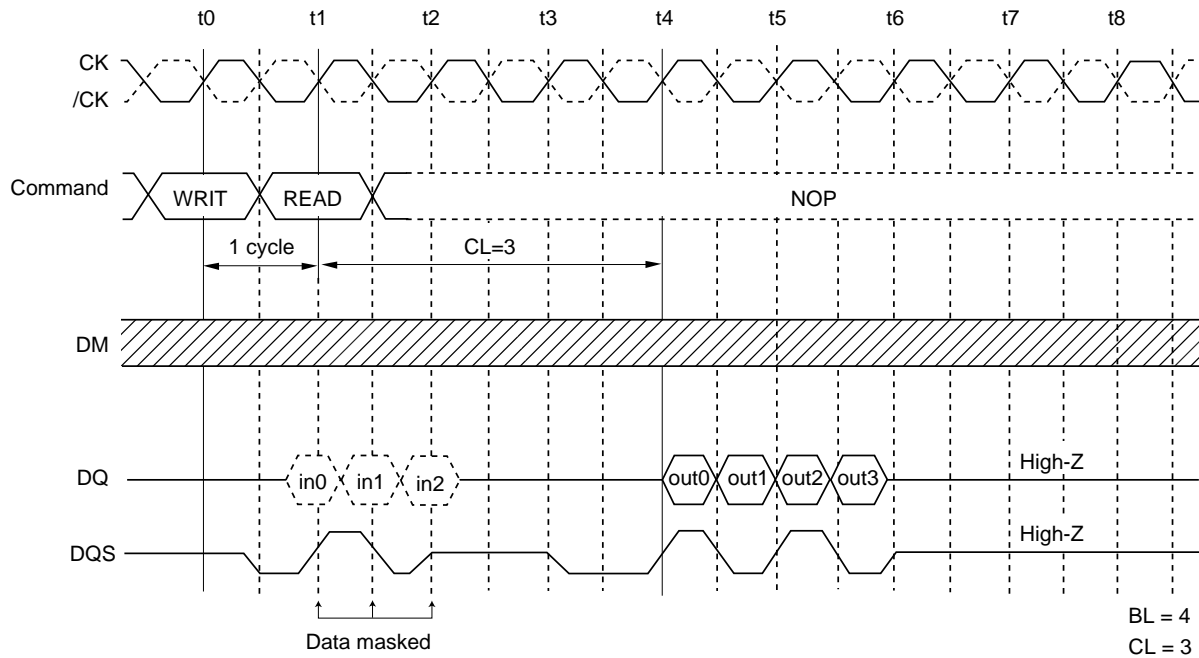 t0 t1 t2 t3 t4 t5 t6 t7 t8
CK
/CK
Command WRIT READ NOP
1 cycle CL=3
DM
DQ in0 in1 in2 out0 out1 out2 out3 High-Z
DQS High-Z
Data masked
BL = 4
CL = 3